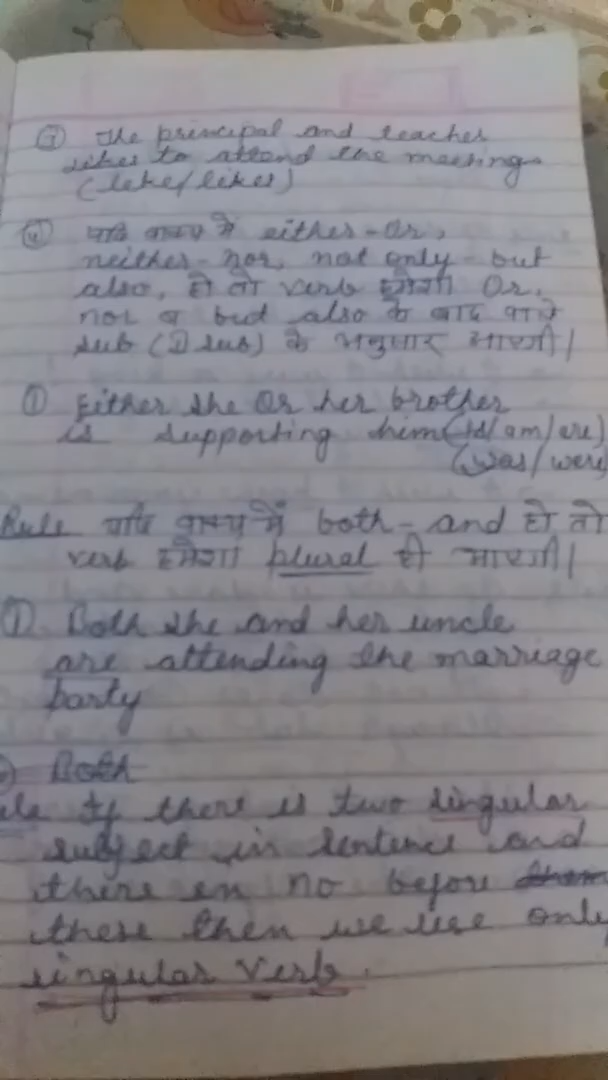 ① The principal and teacher
likes to attend the meeting.
(like/likes)
④ यदि वाक्य में either-or,
neither-nor, not only-but
also, हो तो verb हमेशा or,
nor व but also के बाद वाले
sub (II sub) के अनुसार आएगी।
① Either she or her brother
is supporting him (is/am/are)
(was/were)
Rule यदि वाक्य में both-and हो तो
verb हमेशा plural ही आएगी।
① Both she and her uncle
are attending the marriage
party
Both
If there is two singular
subject in sentence and
there en no before
these then we use only
singular verb.